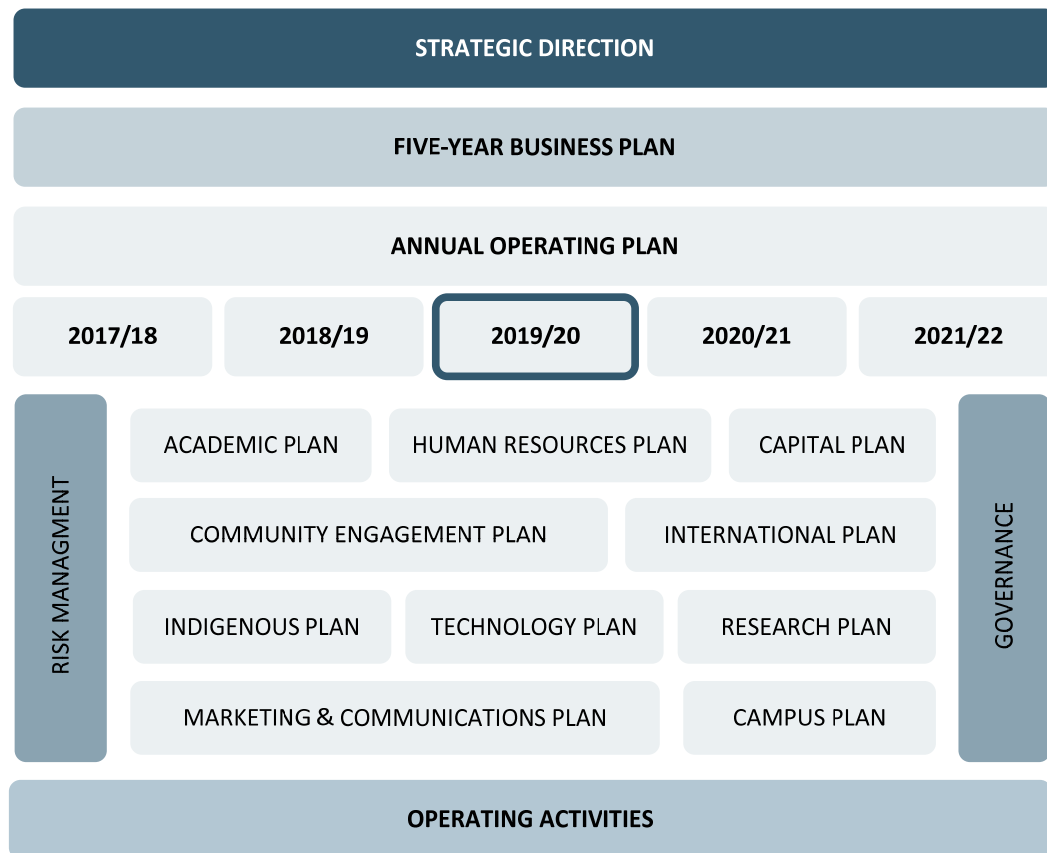 STRATEGIC DIRECTION
FIVE-YEAR BUSINESS PLAN
ANNUAL OPERATING PLAN
2017/18
2018/19
2019/20
2020/21
2021/22
RISK MANAGMENT
ACADEMIC PLAN
HUMAN RESOURCES PLAN
CAPITAL PLAN
COMMUNITY ENGAGEMENT PLAN
INTERNATIONAL PLAN
INDIGENOUS PLAN
TECHNOLOGY PLAN
RESEARCH PLAN
MARKETING & COMMUNICATIONS PLAN
CAMPUS PLAN
GOVERNANCE
OPERATING ACTIVITIES